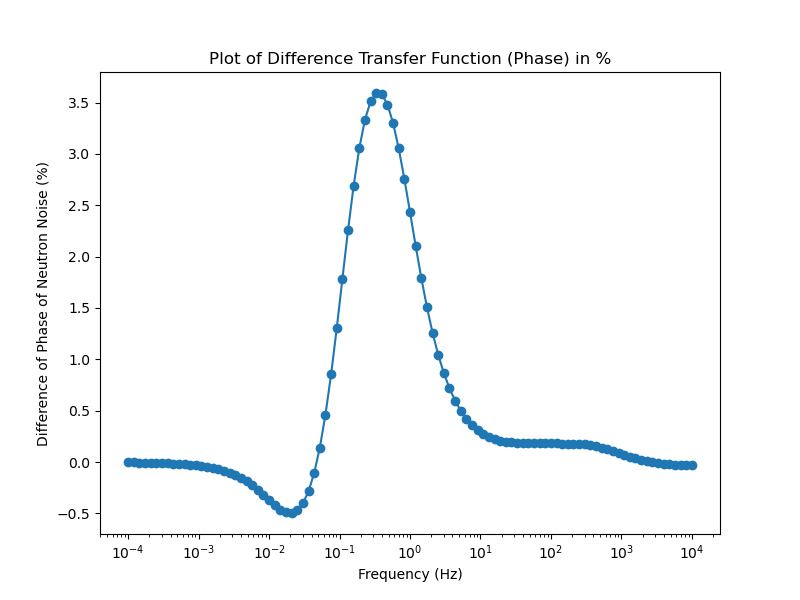 Plot of Difference Transfer Function (Phase) in %
Difference of Phase of Neutron Noise (%)
3.5
3.0
2.5
2.0
1.5
1.0
0.5
0.0
−0.5
10⁻⁴ 10⁻³ 10⁻² 10⁻¹ 10⁰ 10¹ 10² 10³ 10⁴
Frequency (Hz)